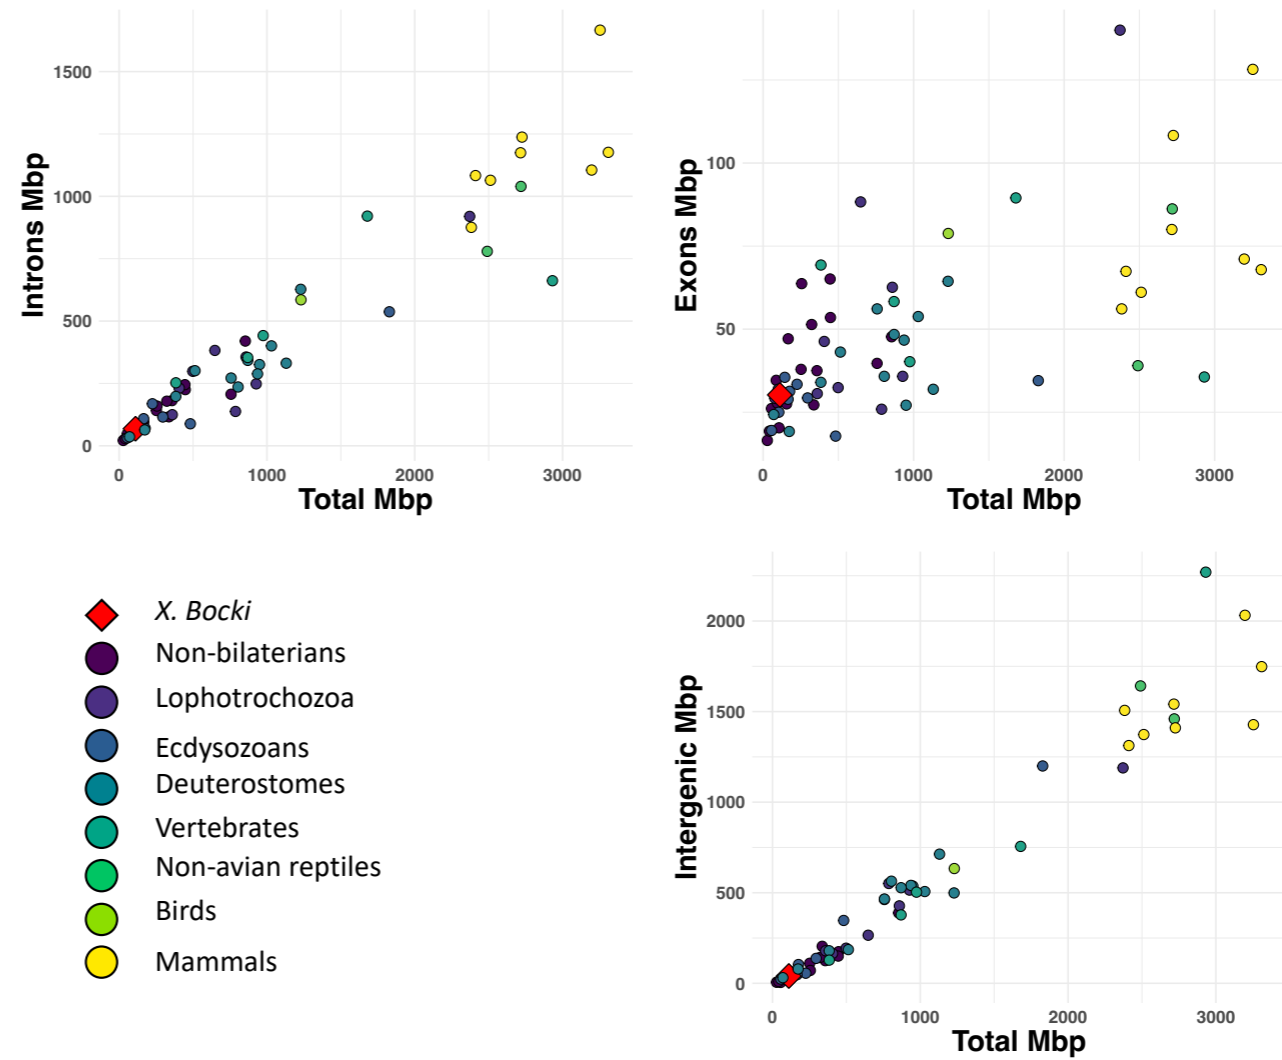 Introns Mbp
1500
1000
500
0
0 1000 2000 3000
Total Mbp
Exons Mbp
100
50
0 1000 2000 3000
Total Mbp
X. Bocki
Non-bilaterians
Lophotrochozoa
Ecdysozoans
Deuterostomes
Vertebrates
Non-avian reptiles
Birds
Mammals
Intergenic Mbp
2000
1500
1000
500
0
0 1000 2000 3000
Total Mbp